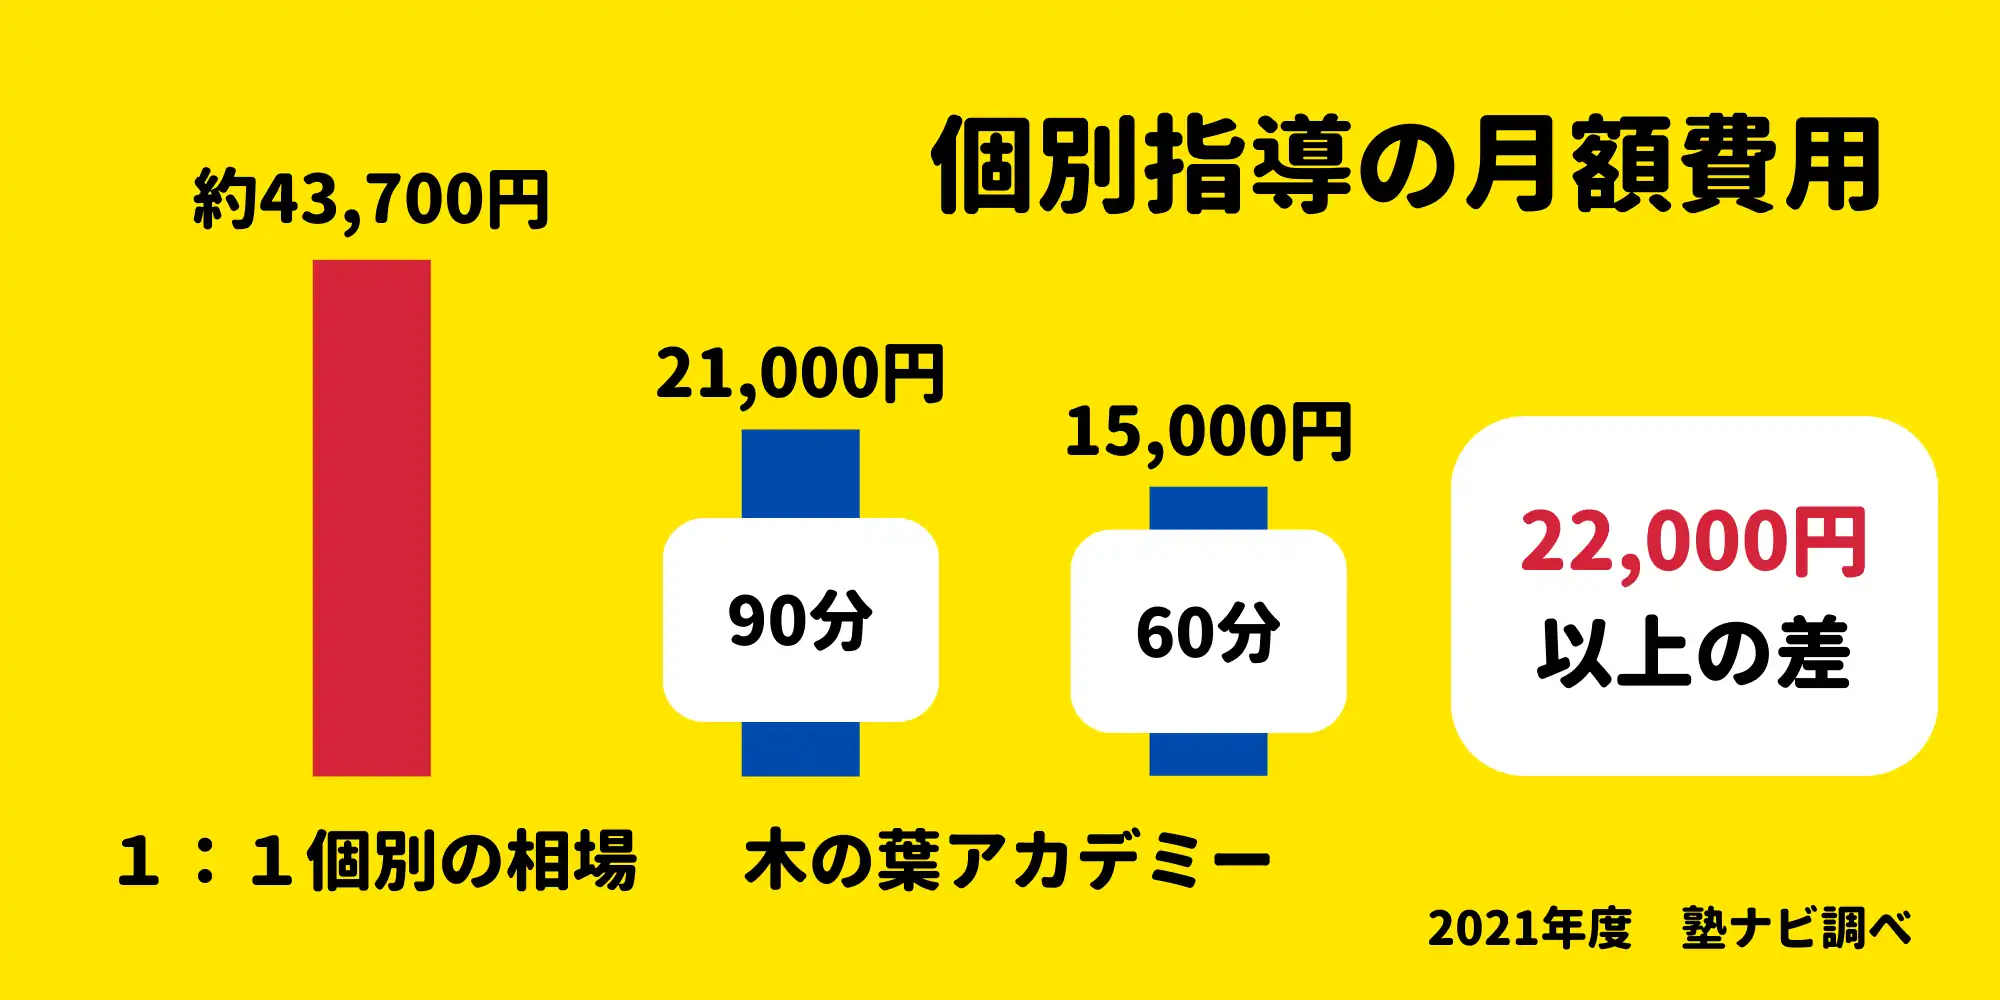 個別指導の月額費用
約43,700円
21,000円
15,000円
90分
60分
22,000円
以上の差
1：1個別の相場
木の葉アカデミー
2021年度　塾ナビ調べ